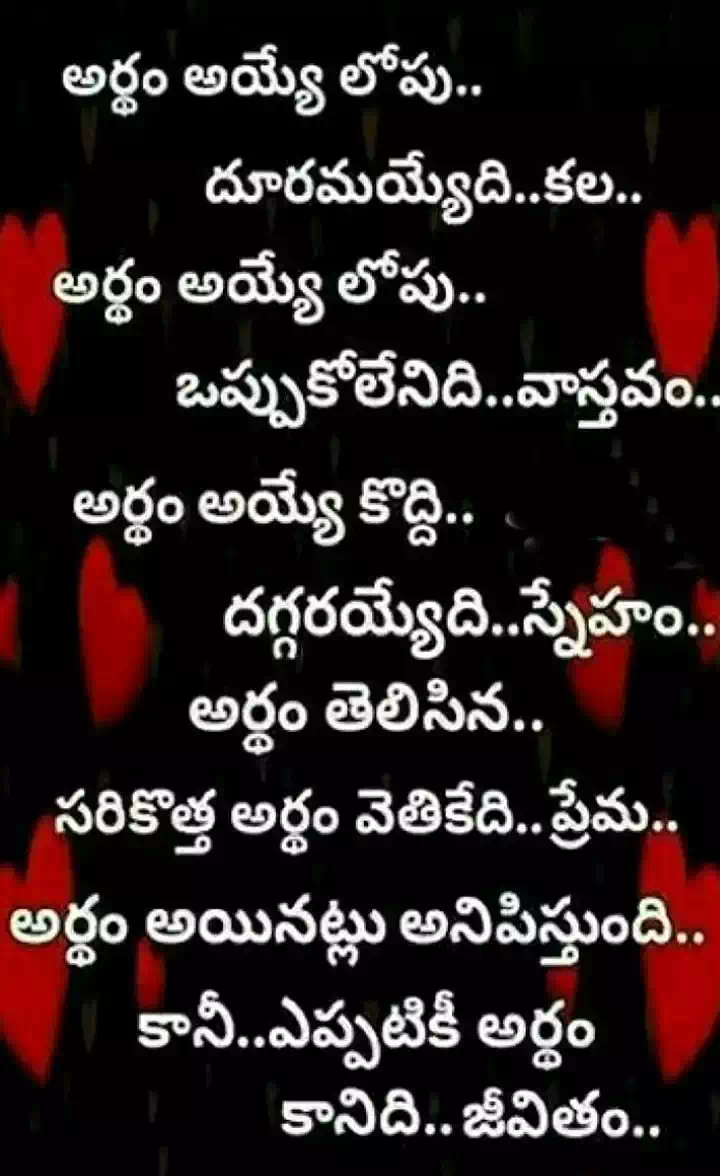 అర్థం అయ్యే లోపు..
దూరమయ్యేది..కల..
అర్థం అయ్యే లోపు..
ఒప్పుకోలేనిది..వాస్తవం..
అర్థం అయ్యే కొద్ది..
దగ్గరయ్యేది..స్నేహం..
అర్థం తెలిసిన..
సరికొత్త అర్థం వెతికేది..ప్రేమ..
అర్థం అయినట్లు అనిపిస్తుంది..
కానీ..ఎప్పటికీ అర్థం
కానిది..జీవితం..